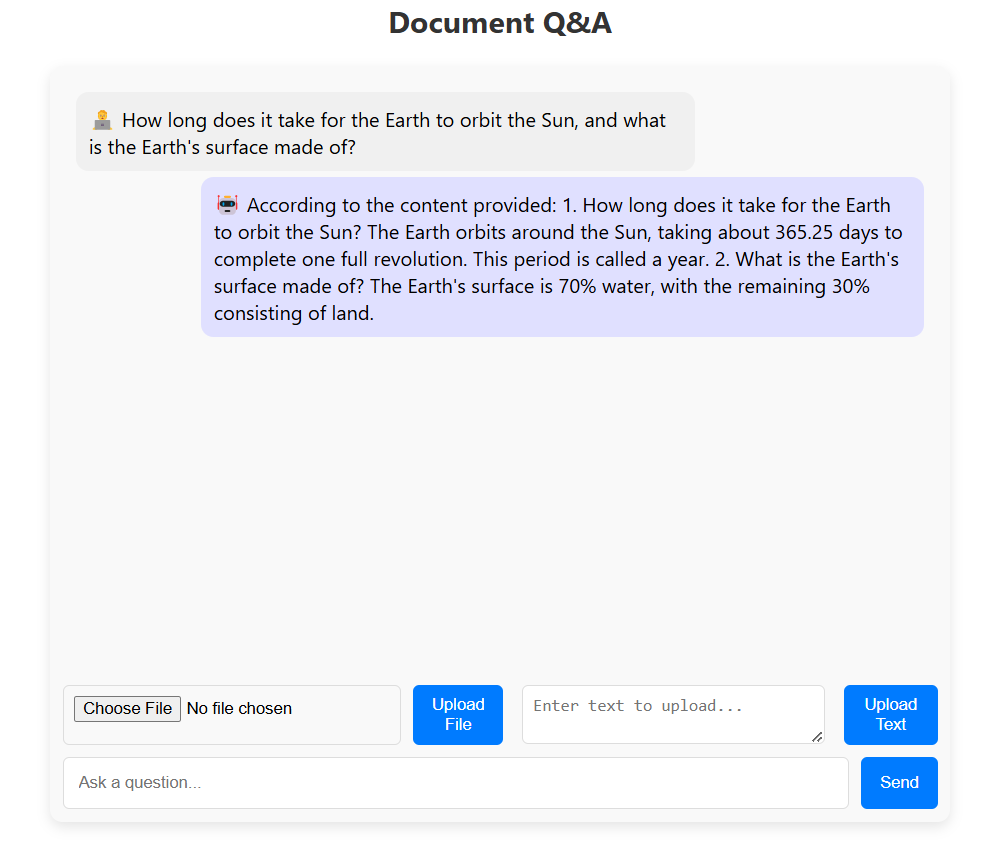 Document Q&A
How long does it take for the Earth to orbit the Sun, and what
is the Earth's surface made of?
According to the content provided: 1. How long does it take for the Earth
to orbit the Sun? The Earth orbits around the Sun, taking about 365.25 days to
complete one full revolution. This period is called a year. 2. What is the Earth's
surface made of? The Earth's surface is 70% water, with the remaining 30%
consisting of land.
Choose File No file chosen
Upload
File
Enter text to upload...
Upload
Text
Ask a question...
Send